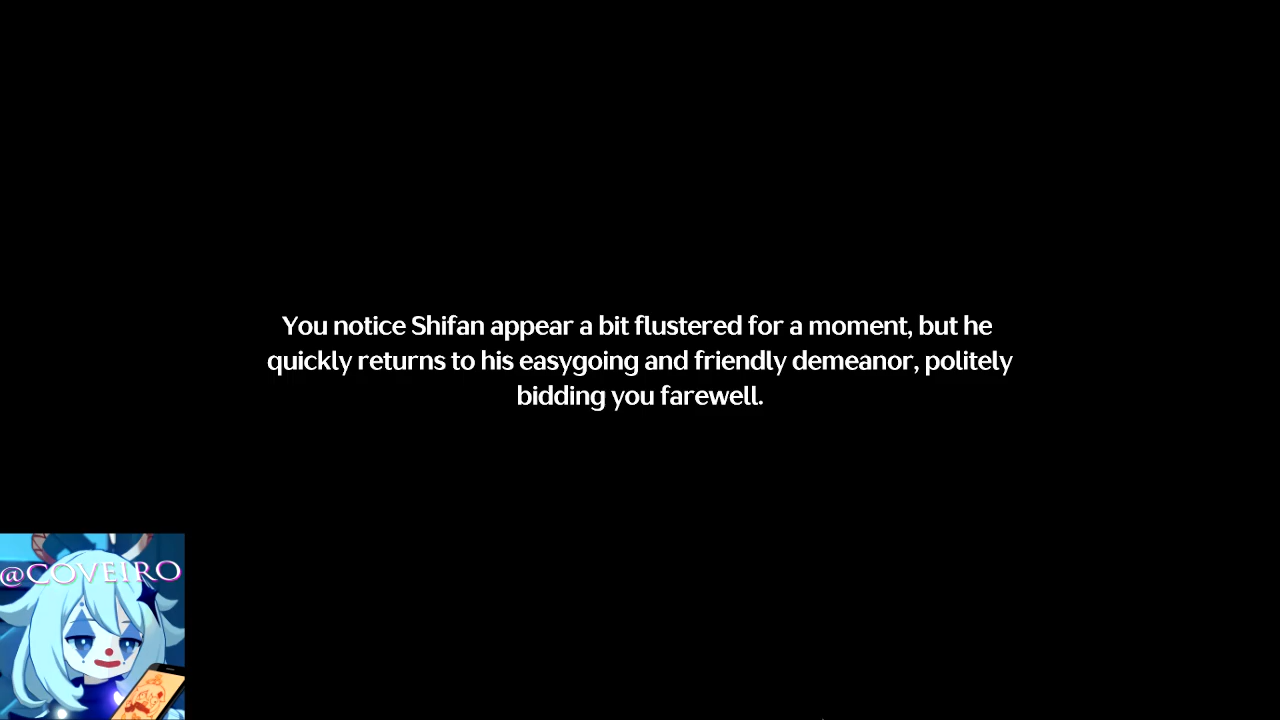 You notice Shifan appear a bit flustered for a moment, but he
quickly returns to his easygoing and friendly demeanor, politely
bidding you farewell.
@COVEIRO